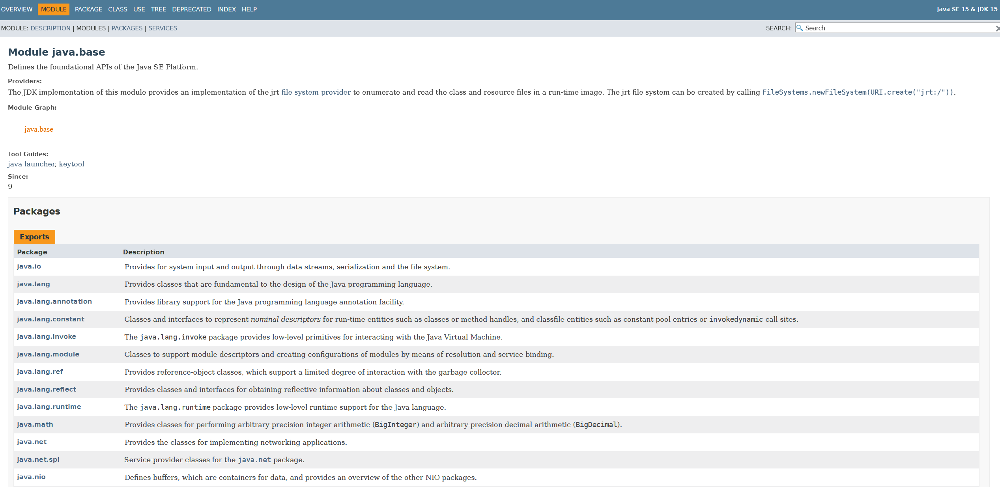 OVERVIEW MODULE PACKAGE CLASS USE TREE DEPRECATED INDEX HELP Java SE 15 & JDK 15
MODULE: DESCRIPTION | MODULES | PACKAGES | SERVICES SEARCH: Search
Module java.base
Defines the foundational APIs of the Java SE Platform.
Providers:
The JDK implementation of this module provides an implementation of the jrt file system provider to enumerate and read the class and resource files in a run-time image. The jrt file system can be created by calling FileSystems.newFileSystem(URI.create("jrt:/")).
Module Graph:
java.base
Tool Guides:
java launcher, keytool
Since:
9
Packages
Exports
Package Description
java.io Provides for system input and output through data streams, serialization and the file system.
java.lang Provides classes that are fundamental to the design of the Java programming language.
java.lang.annotation Provides library support for the Java programming language annotation facility.
java.lang.constant Classes and interfaces to represent nominal descriptors for run-time entities such as classes or method handles, and classfile entities such as constant pool entries or invokedynamic call sites.
java.lang.invoke The java.lang.invoke package provides low-level primitives for interacting with the Java Virtual Machine.
java.lang.module Classes to support module descriptors and creating configurations of modules by means of resolution and service binding.
java.lang.ref Provides reference-object classes, which support a limited degree of interaction with the garbage collector.
java.lang.reflect Provides classes and interfaces for obtaining reflective information about classes and objects.
java.lang.runtime The java.lang.runtime package provides low-level runtime support for the Java language.
java.math Provides classes for performing arbitrary-precision integer arithmetic (BigInteger) and arbitrary-precision decimal arithmetic (BigDecimal).
java.net Provides the classes for implementing networking applications.
java.net.spi Service-provider classes for the java.net package.
java.nio Defines buffers, which are containers for data, and provides an overview of the other NIO packages.